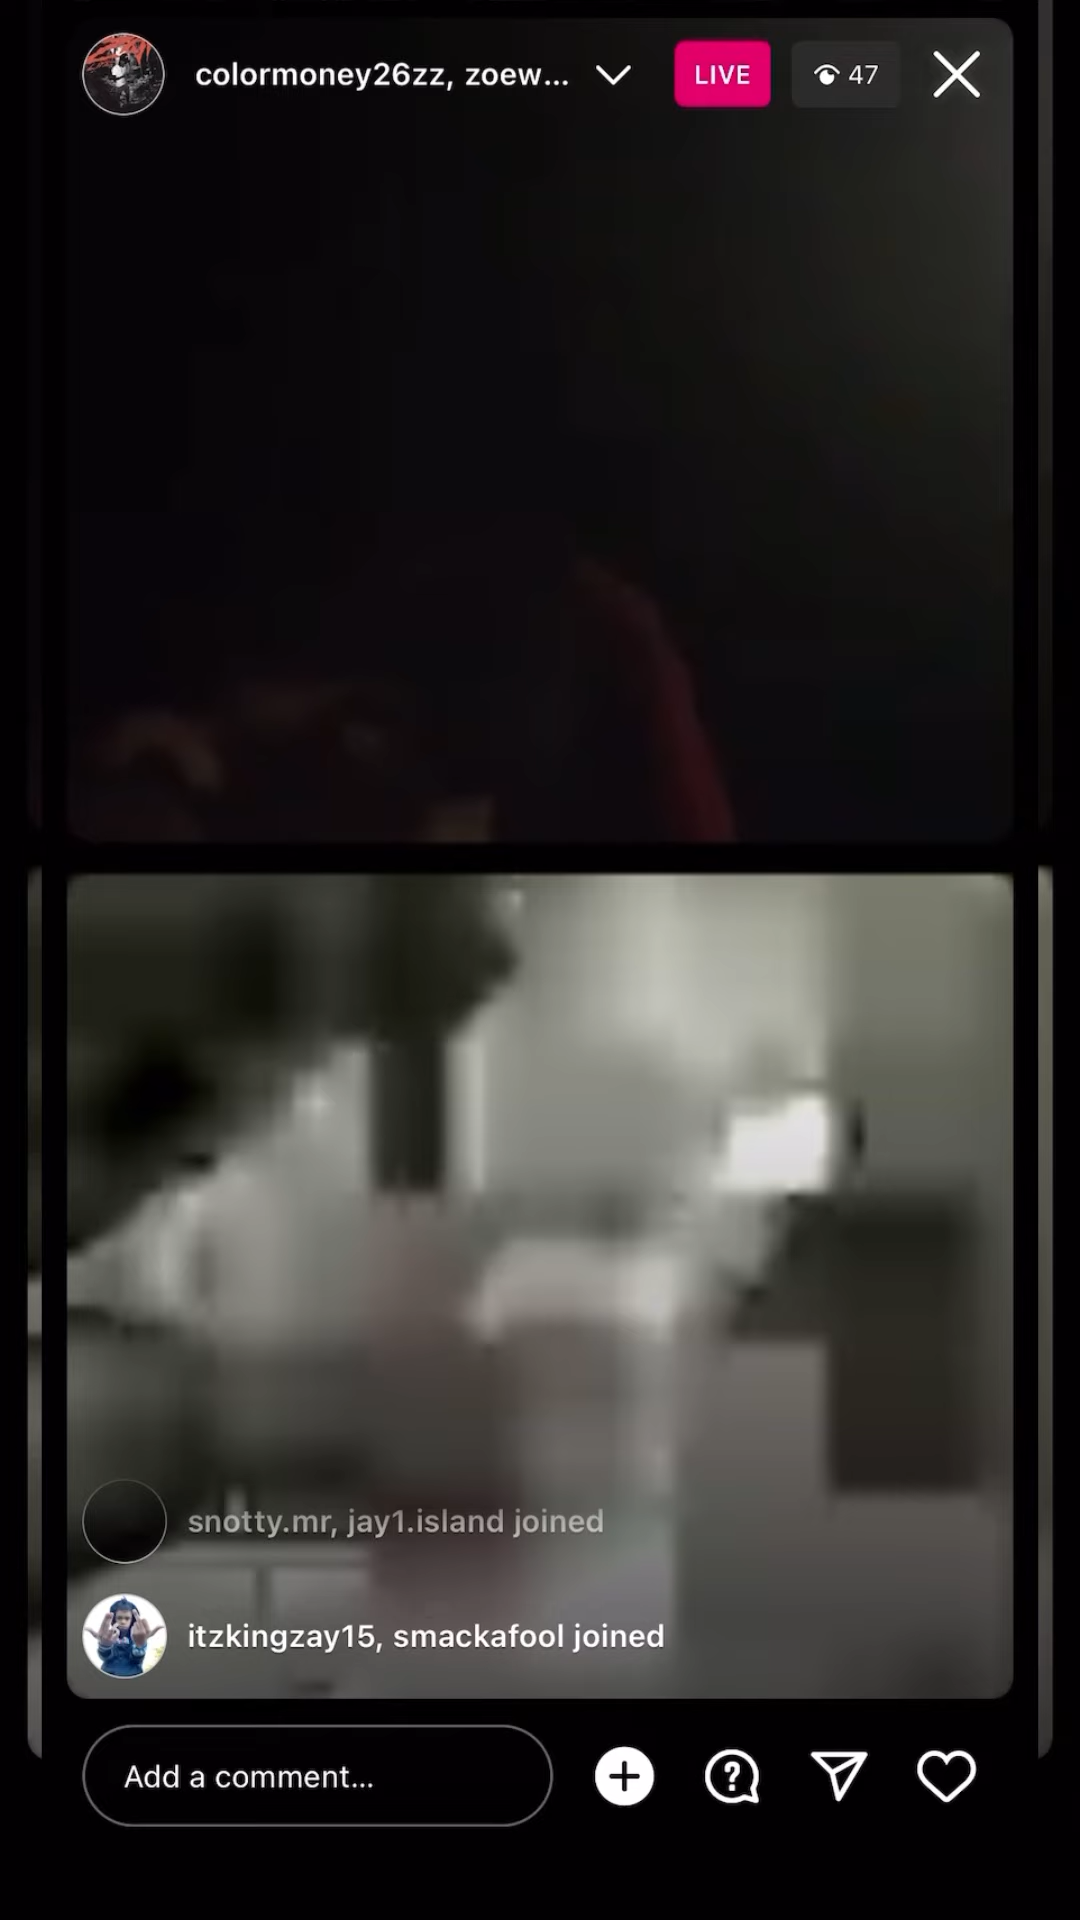 colormoney26zz, zoew...
LIVE
47
snotty.mr, jay1.island joined
itzkingzay15, smackafool joined
Add a comment...